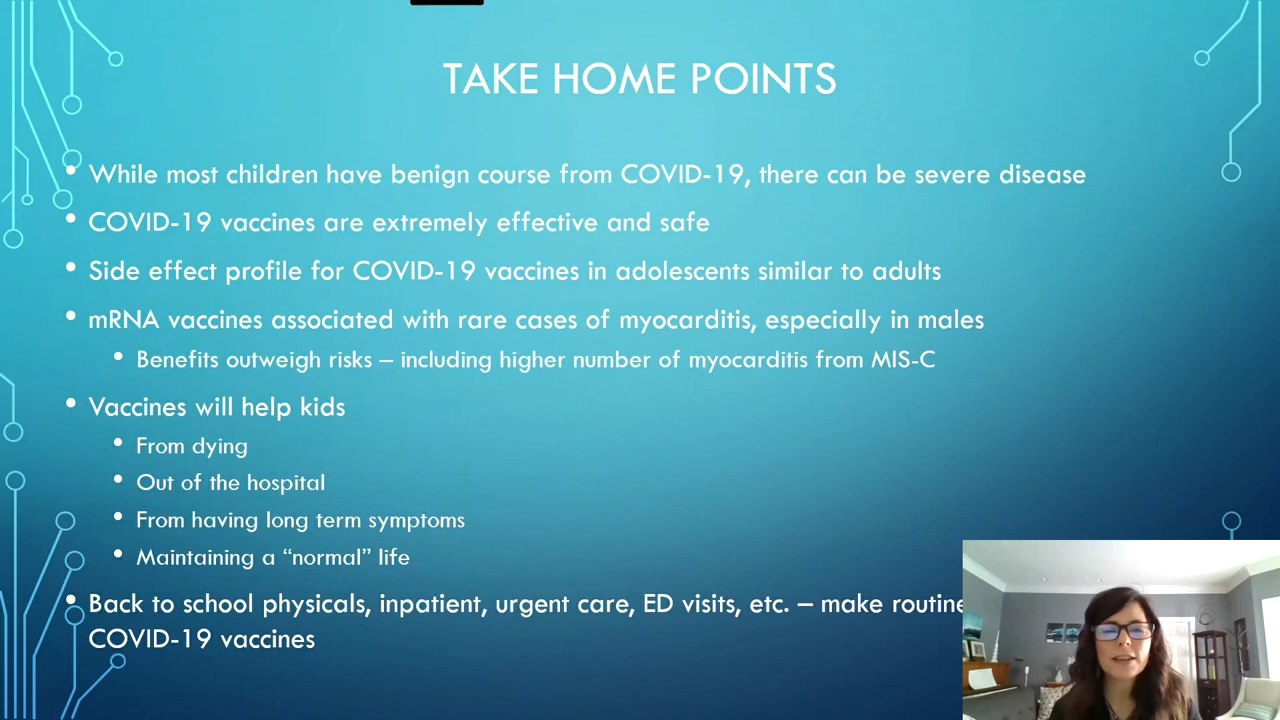 TAKE HOME POINTS
• While most children have benign course from COVID-19, there can be severe disease
• COVID-19 vaccines are extremely effective and safe
• Side effect profile for COVID-19 vaccines in adolescents similar to adults
• mRNA vaccines associated with rare cases of myocarditis, especially in males
• Benefits outweigh risks – including higher number of myocarditis from MIS-C
• Vaccines will help kids
• From dying
• Out of the hospital
• From having long term symptoms
• Maintaining a “normal” life
• Back to school physicals, inpatient, urgent care, ED visits, etc. – make routine
COVID-19 vaccines